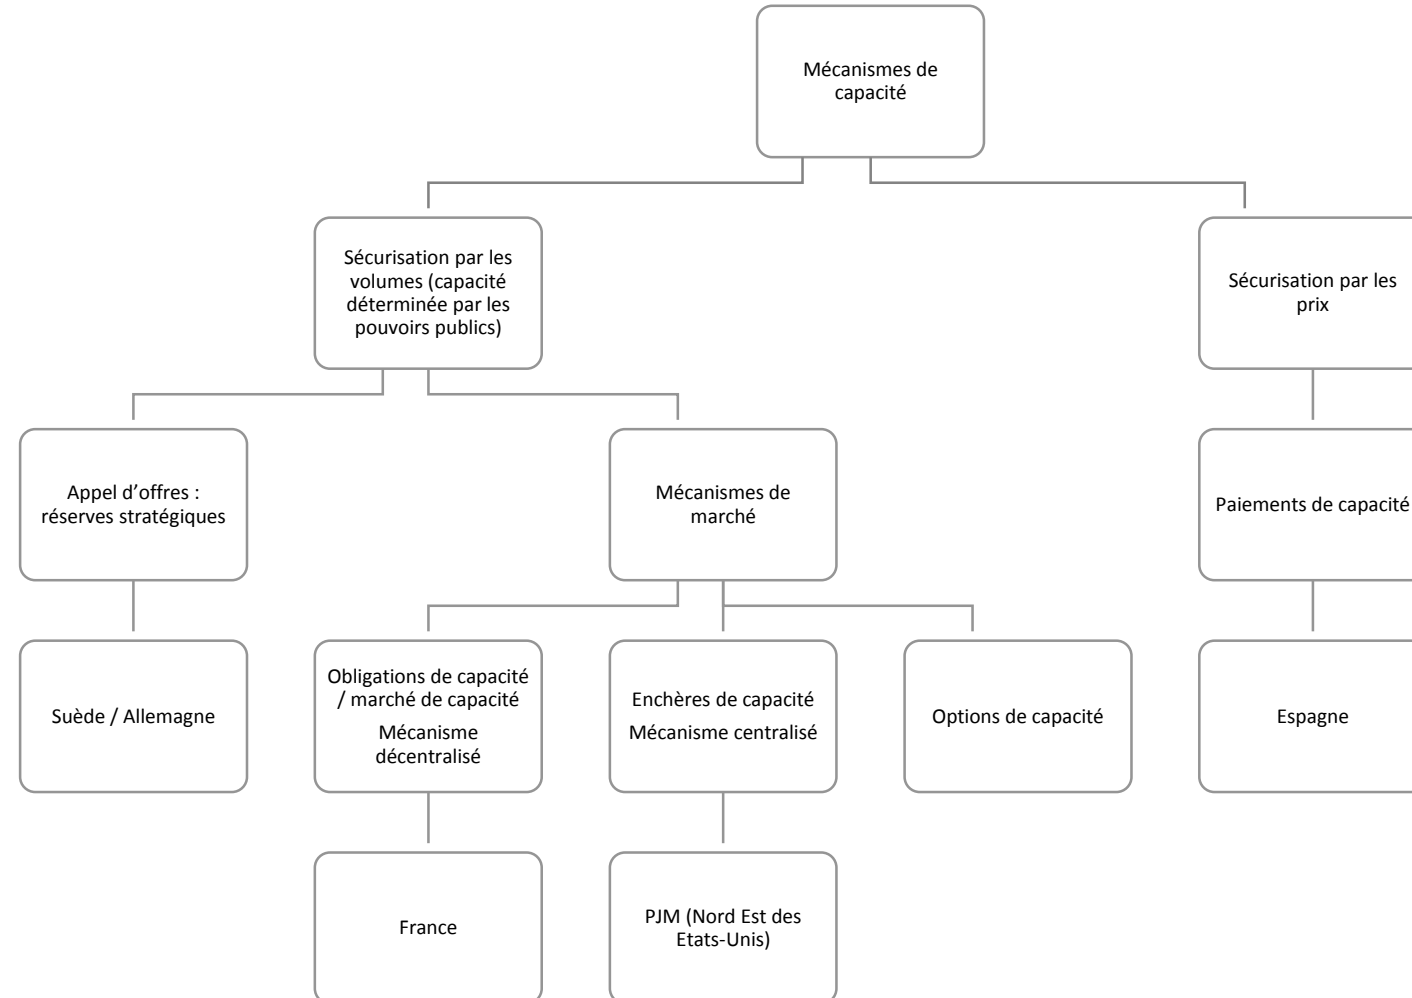 Mécanismes de
capacité
Sécurisation par les
volumes (capacité
déterminée par les
pouvoirs publics)
Sécurisation par les
prix
Appel d’offres :
réserves stratégiques
Mécanismes de
marché
Paiements de capacité
Suède / Allemagne
Obligations de capacité
/ marché de capacité
Mécanisme
décentralisé
Enchères de capacité
Mécanisme centralisé
Options de capacité
Espagne
France
PJM (Nord Est des
Etats-Unis)